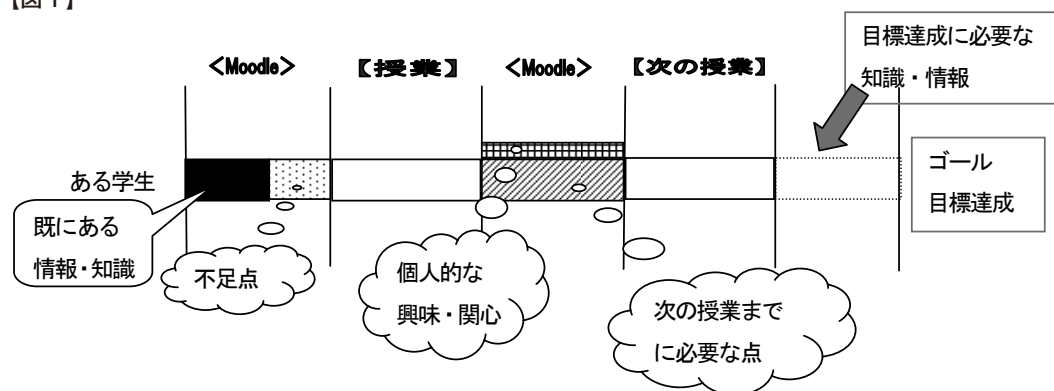 【図1】
目標達成に必要な
知識・情報
<Moodle> 【授業】 <Moodle> 【次の授業】
ゴール
目標達成
ある学生
既にある
情報・知識
不足点
個人的な
興味・関心
次の授業まで
に必要な点